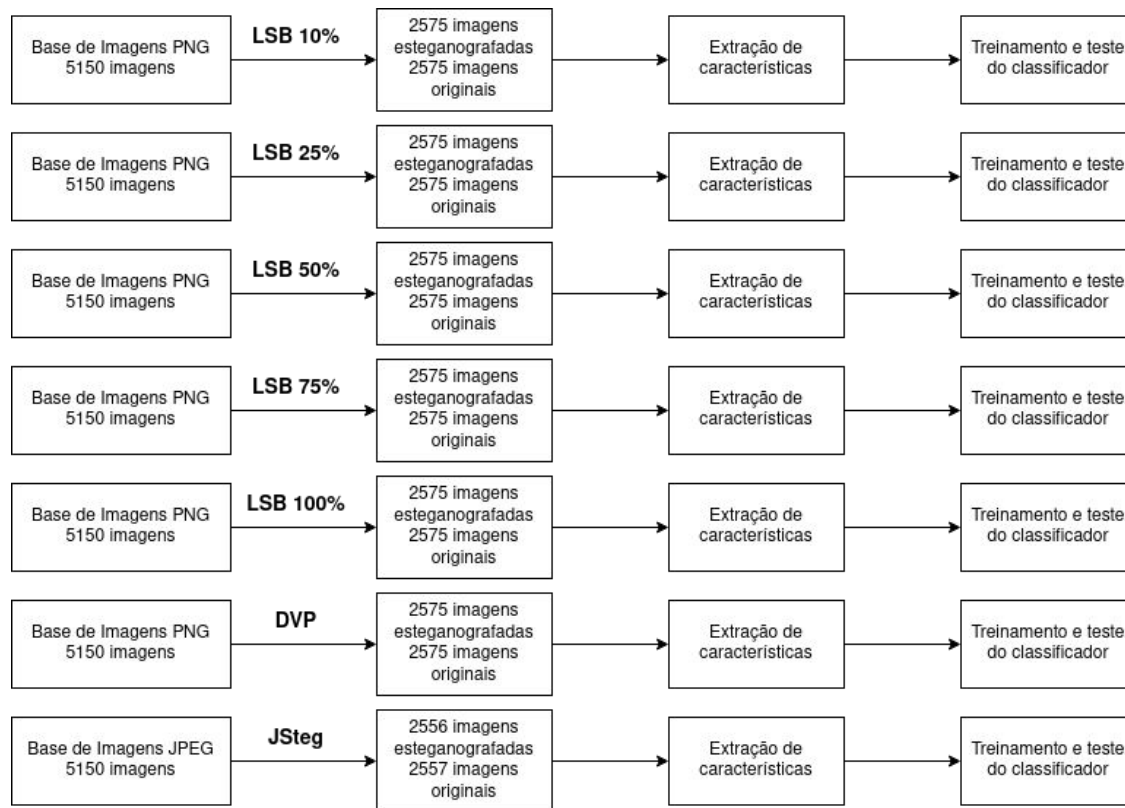 Base de Imagens PNG
5150 imagens
LSB 10%
2575 imagens
esteganografadas
2575 imagens
originais
Extração de
características
Treinamento e teste
do classificador
Base de Imagens PNG
5150 imagens
LSB 25%
2575 imagens
esteganografadas
2575 imagens
originais
Extração de
características
Treinamento e teste
do classificador
Base de Imagens PNG
5150 imagens
LSB 50%
2575 imagens
esteganografadas
2575 imagens
originais
Extração de
características
Treinamento e teste
do classificador
Base de Imagens PNG
5150 imagens
LSB 75%
2575 imagens
esteganografadas
2575 imagens
originais
Extração de
características
Treinamento e teste
do classificador
Base de Imagens PNG
5150 imagens
LSB 100%
2575 imagens
esteganografadas
2575 imagens
originais
Extração de
características
Treinamento e teste
do classificador
Base de Imagens PNG
5150 imagens
DVP
2575 imagens
esteganografadas
2575 imagens
originais
Extração de
características
Treinamento e teste
do classificador
Base de Imagens JPEG
5150 imagens
JSteg
2556 imagens
esteganografadas
2557 imagens
originais
Extração de
características
Treinamento e teste
do classificador